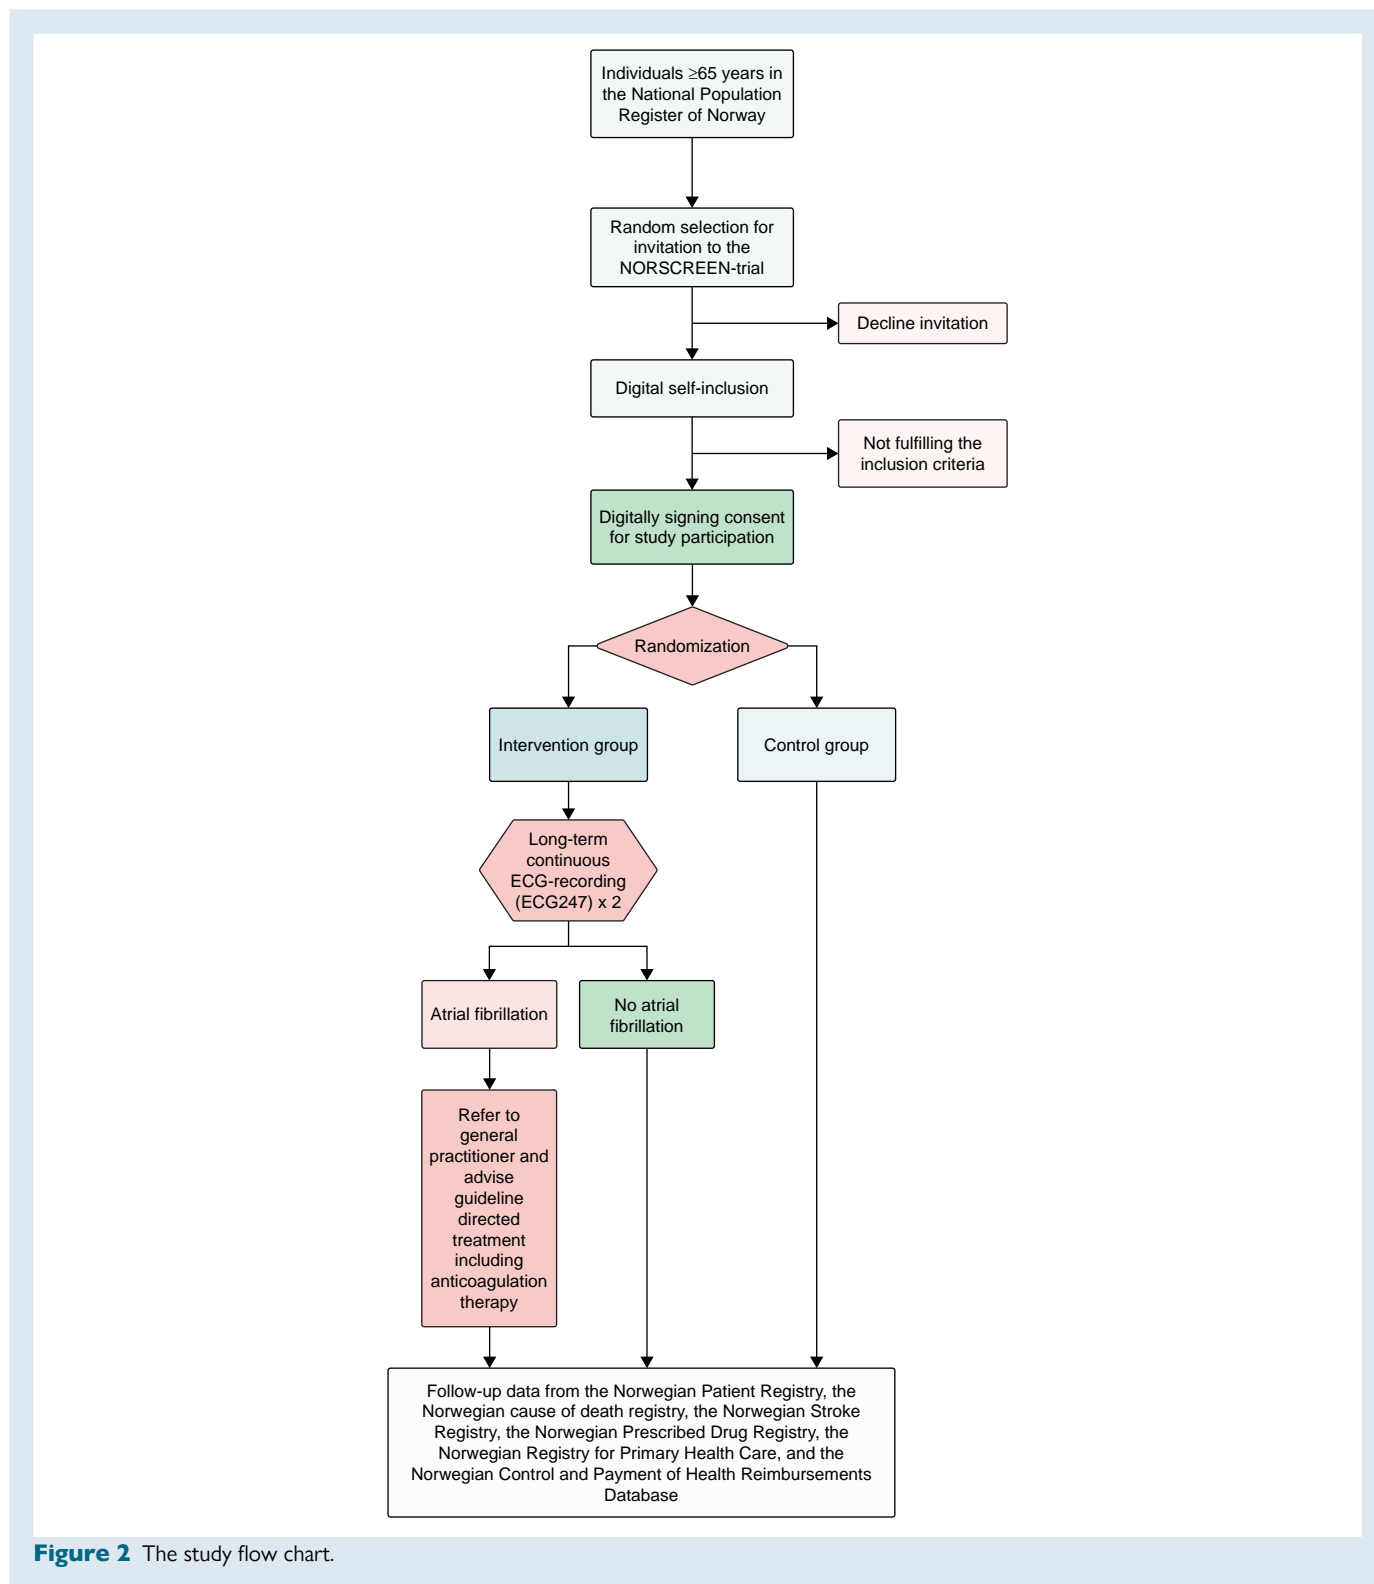 Individuals ≥65 years in
the National Population
Register of Norway
Random selection for
invitation to the
NORSCREEN-trial
Decline invitation
Digital self-inclusion
Not fulfilling the
inclusion criteria
Digitally signing consent
for study participation
Randomization
Intervention group
Control group
Long-term
continuous
ECG-recording
(ECG247) x 2
Atrial fibrillation
No atrial
fibrillation
Refer to
general
practitioner and
advise
guideline
directed
treatment
including
anticoagulation
therapy
Follow-up data from the Norwegian Patient Registry, the
Norwegian cause of death registry, the Norwegian Stroke
Registry, the Norwegian Prescribed Drug Registry, the
Norwegian Registry for Primary Health Care, and the
Norwegian Control and Payment of Health Reimbursements
Database
Figure 2 The study flow chart.